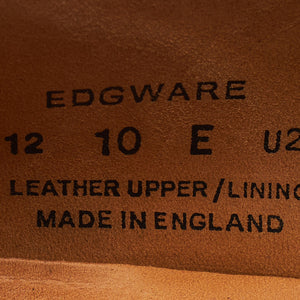 EDGWARE
12 10 E U2
LEATHER UPPER/LINING
MADE IN ENGLAND